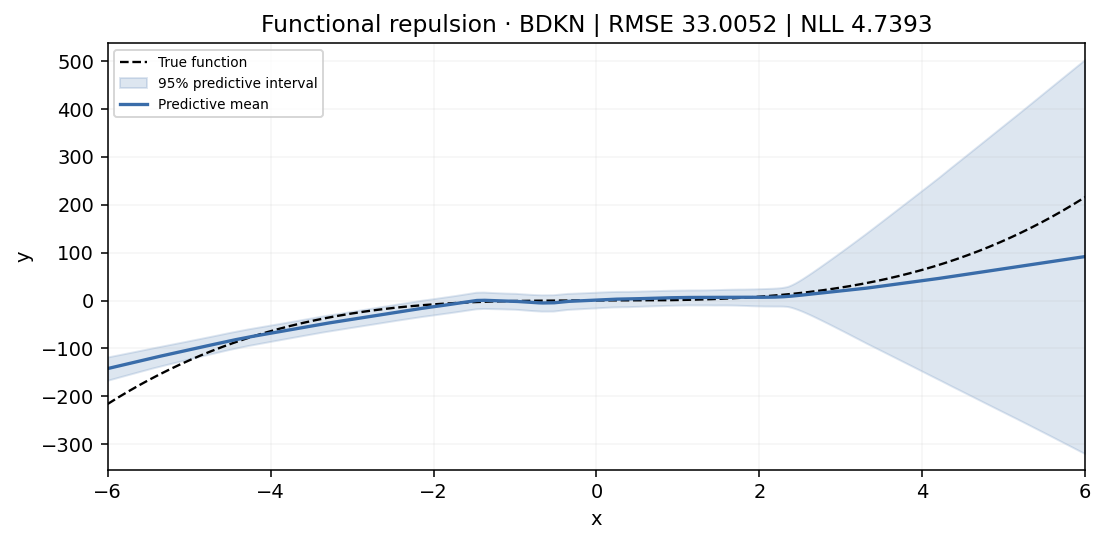 Functional repulsion · BDKN | RMSE 33.0052 | NLL 4.7393
True function
95% predictive interval
Predictive mean
500
400
300
200
100
0
−100
−200
−300
y
−6
−4
−2
0
2
4
6
x